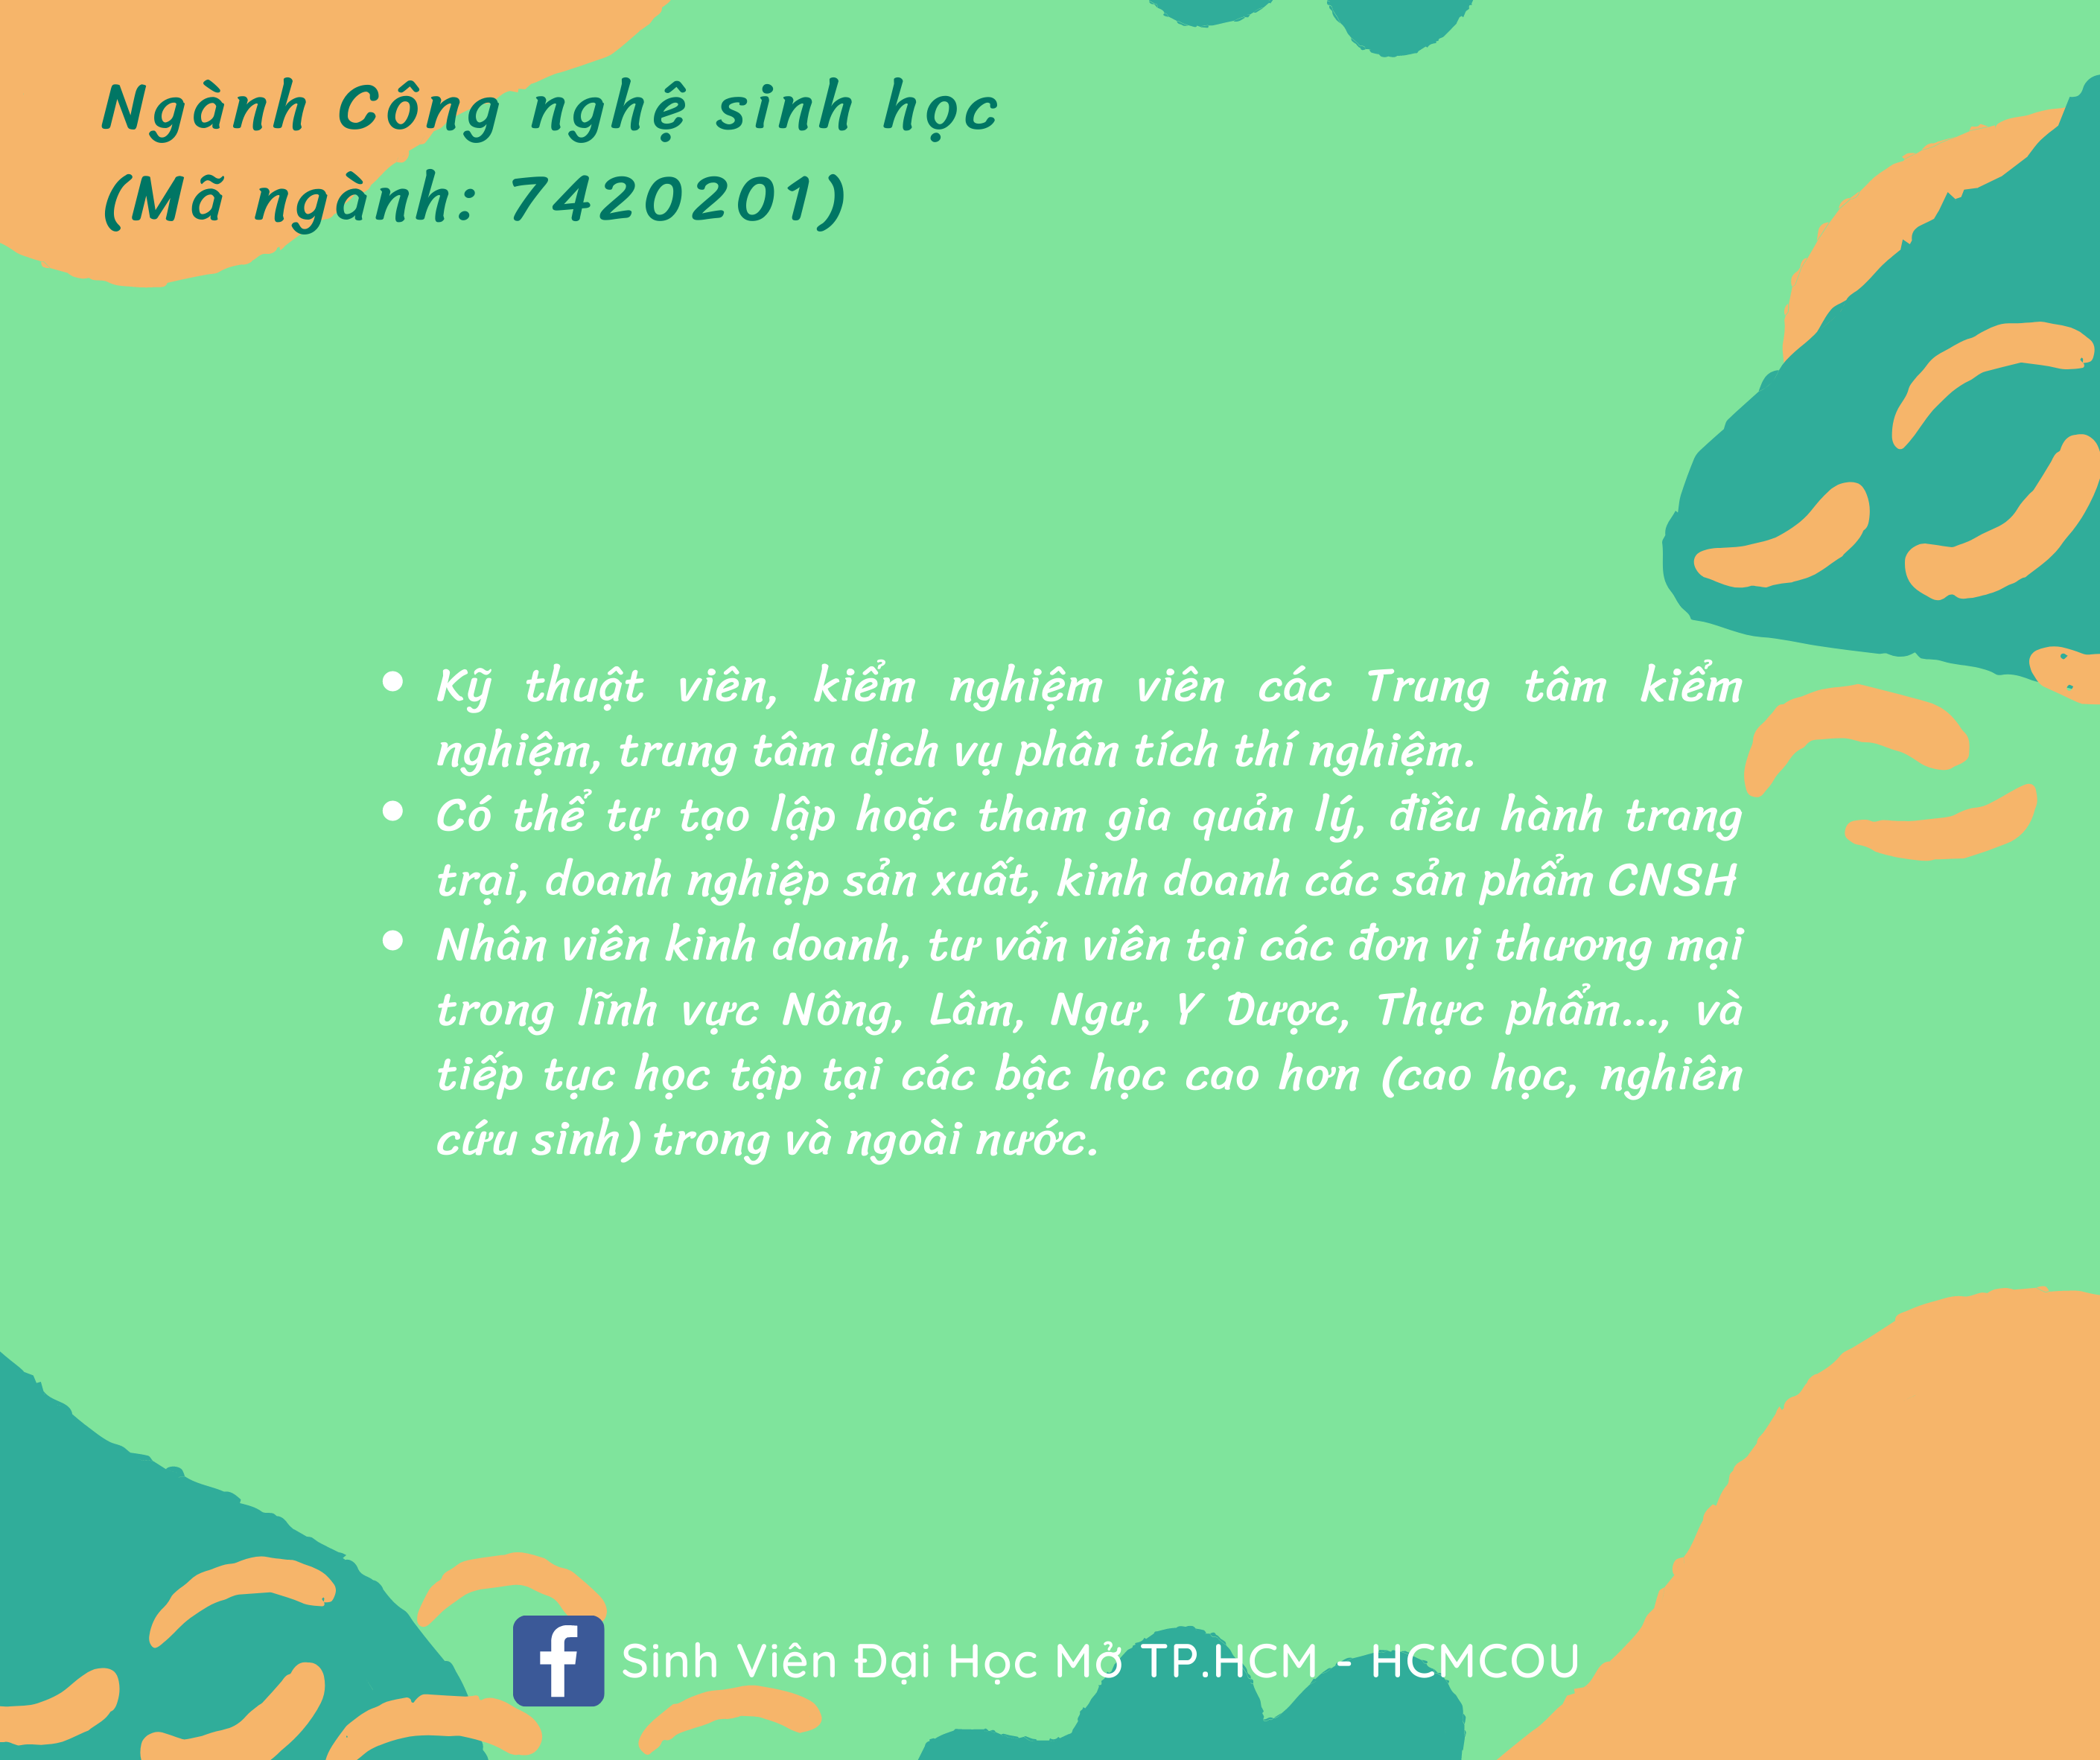 Ngành Công nghệ sinh học
(Mã ngành: 7420201)
• Kỹ thuật viên, kiểm nghiệm viên các Trung tâm kiểm
nghiệm, trung tâm dịch vụ phân tích thí nghiệm.
• Có thể tự tạo lập hoặc tham gia quản lý, điều hành trang
trại, doanh nghiệp sản xuất, kinh doanh các sản phẩm CNSH
• Nhân viên kinh doanh, tư vấn viên tại các đơn vị thương mại
trong lĩnh vực Nông, Lâm, Ngư, Y Dược, Thực phẩm..., và
tiếp tục học tập tại các bậc học cao hơn (cao học, nghiên
cứu sinh) trong và ngoài nước.
Sinh Viên Đại Học Mở TP.HCM - HCMCOU